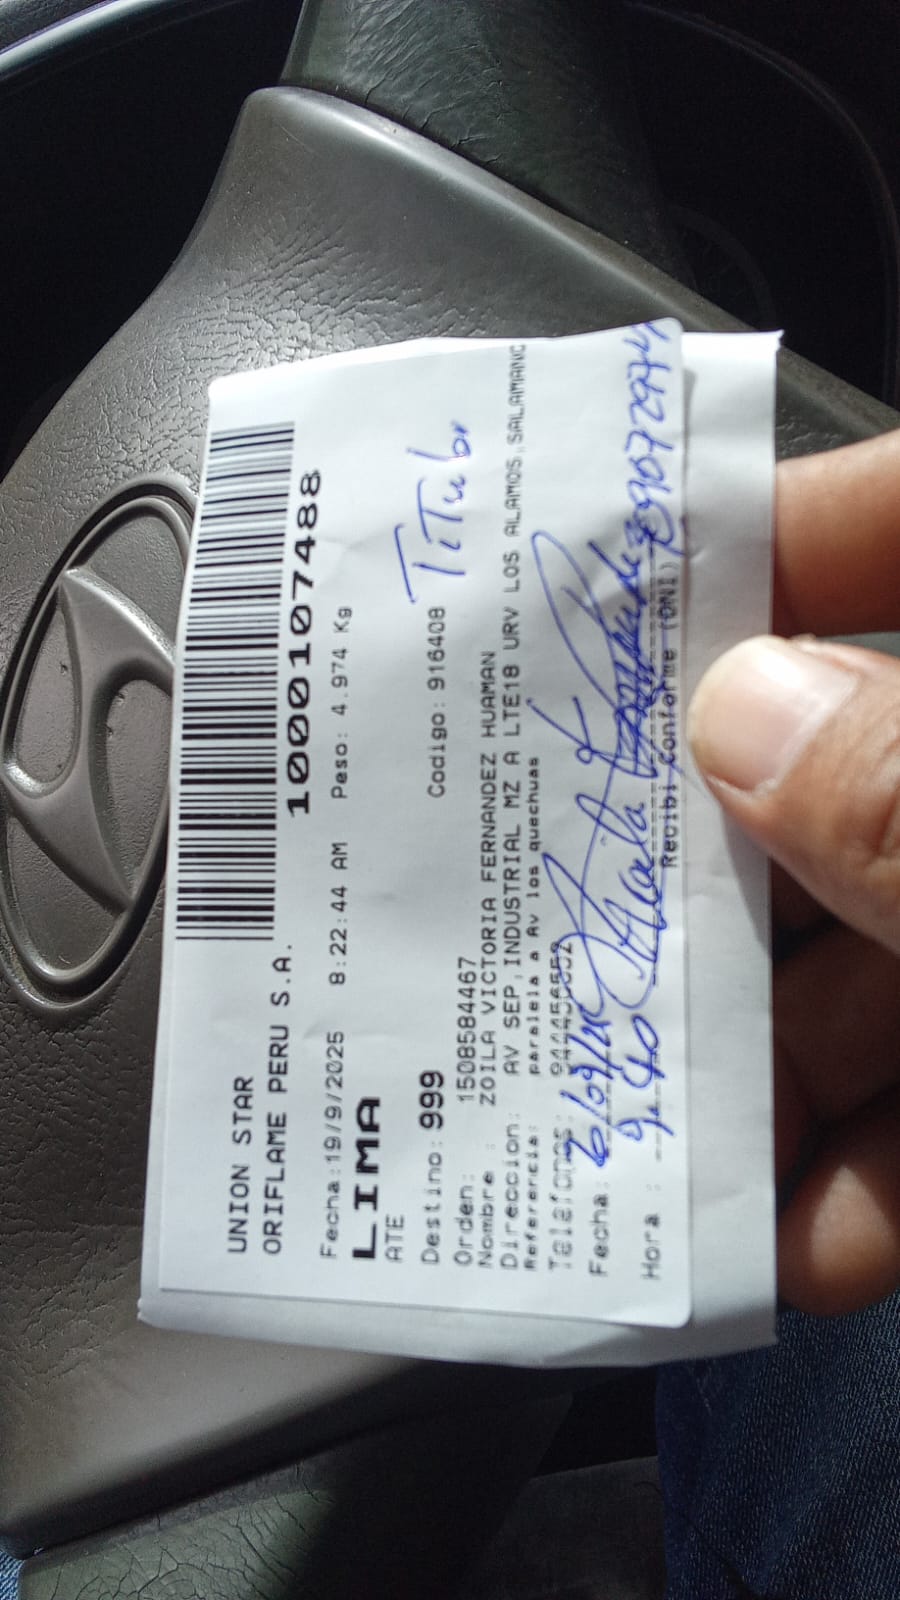 UNION STAR
ORIFLAME PERU S.A.
1000107488
Fecha:19/9/2025 8:22:44 AM Peso: 4.974 Kg
LIMA
ATE
Destino: 999 Codigo: 916408
Orden: 1508584467
Nombre : ZOILA VICTORIA FERNANDEZ HUAMAN
Direccion: AV SEP,INDUSTRIAL MZ A LTE18 URV LOS ALAMOS,SALAMANC
Referencia: paralela a Av los quechuas
Telefonos: 944456552
Fecha:
Hora : 9:40
Recibi Conforme (DNI)